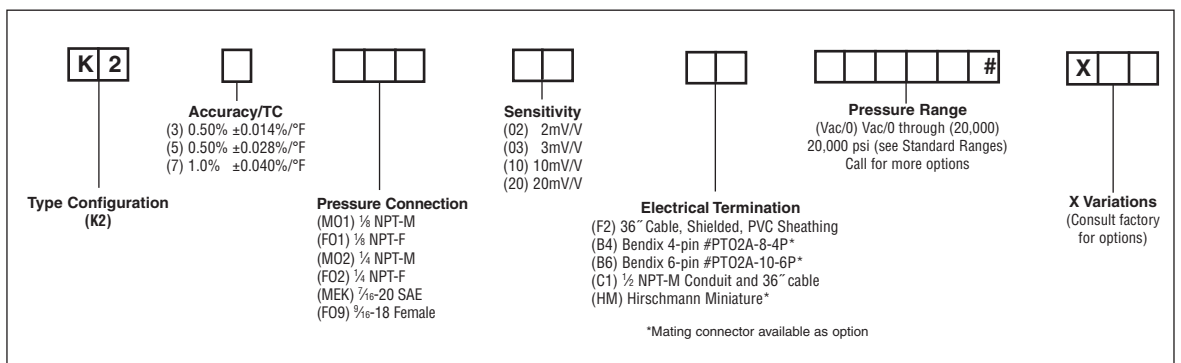 K 2
# X
Accuracy/TC
(3) 0.50% ±0.014%/°F
(5) 0.50% ±0.028%/°F
(7) 1.0% ±0.040%/°F
Sensitivity
(02) 2mV/V
(03) 3mV/V
(10) 10mV/V
(20) 20mV/V
Pressure Range
(Vac/0) Vac/0 through (20,000)
20,000 psi (see Standard Ranges)
Call for more options
Type Configuration
(K2)
Pressure Connection
(MO1) ⅛ NPT-M
(FO1) ⅛ NPT-F
(MO2) ¼ NPT-M
(FO2) ¼ NPT-F
(MEK) 7⁄16-20 SAE
(FO9) 9⁄16-18 Female
Electrical Termination
(F2) 36˝ Cable, Shielded, PVC Sheathing
(B4) Bendix 4-pin #PTO2A-8-4P*
(B6) Bendix 6-pin #PTO2A-10-6P*
(C1) ½ NPT-M Conduit and 36˝ cable
(HM) Hirschmann Miniature*
*Mating connector available as option
X Variations
(Consult factory
for options)